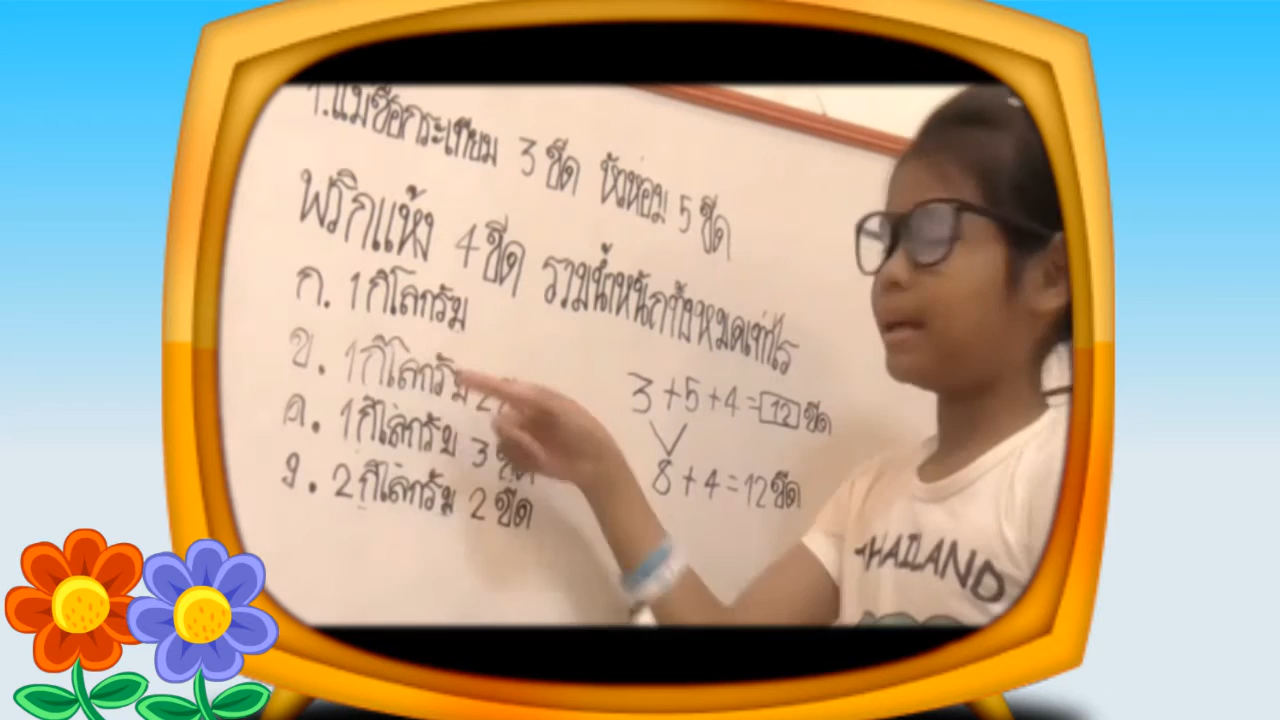 1.แม่ซื้อกระเทียม 3 ขีด หัวหอม 5 ขีด
พริกแห้ง 4 ขีด รวมน้ำหนักทั้งหมดเท่าไร
ก. 1 กิโลกรัม
ข. 1 กิโลกรัม 2
ค. 1 กิโลกรัม 3 ขีด
ง. 2 กิโลกรัม 2 ขีด
3+5+4=12 ขีด
8+4=12 ขีด
THAILAND